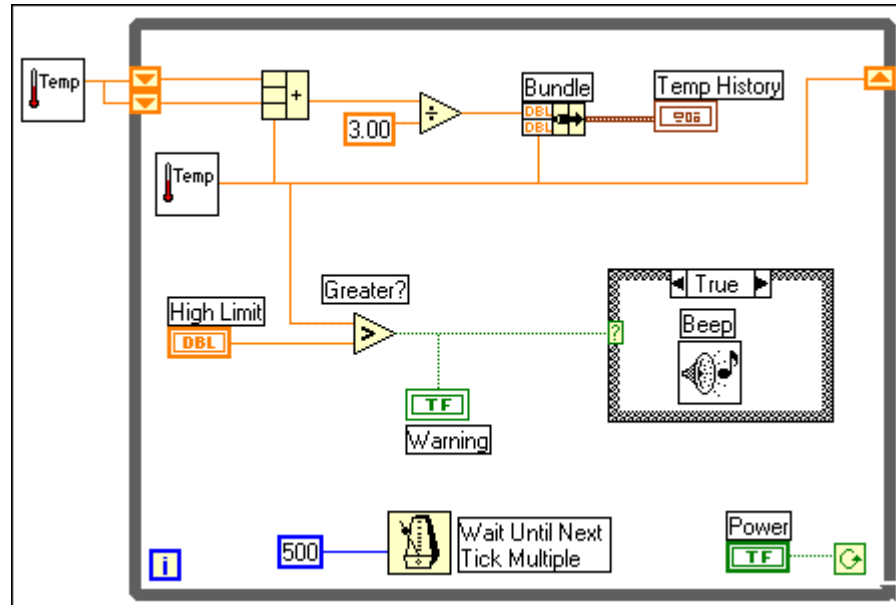 Temp
Bundle
Temp History
+
÷
DBL
DBL
3.00
Temp
Greater?
True
High Limit
>
Beep
DBL
?
TF
Warning
Power
500
Wait Until Next
Tick Multiple
TF
i